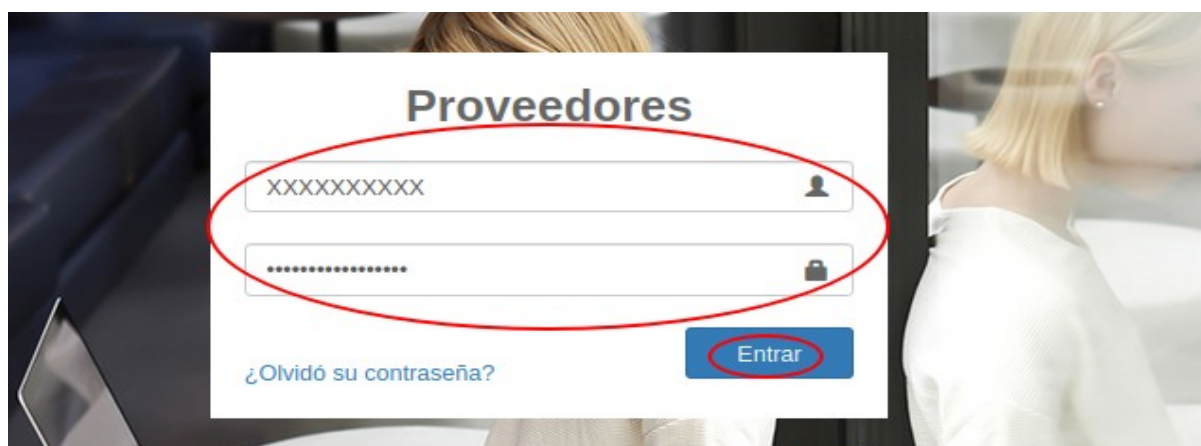 Proveedores
XXXXXXXXXX
•••••••••••••••••
¿Olvidó su contraseña?
Entrar